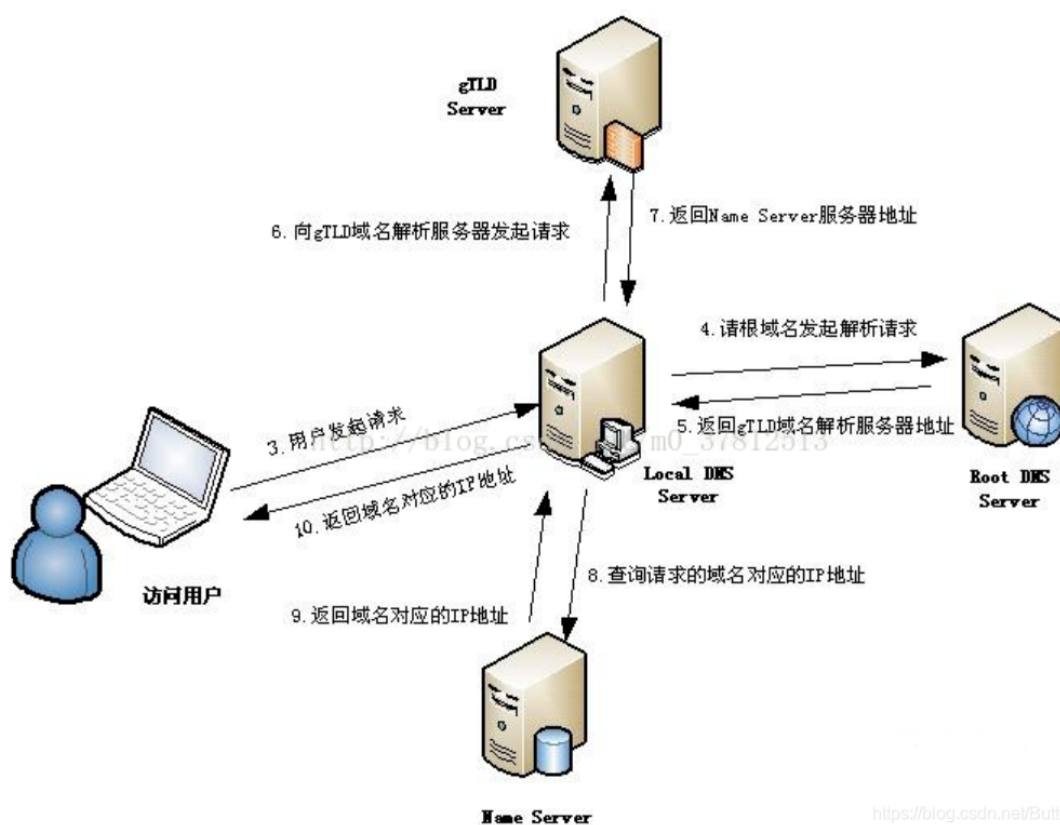 gTLD
Server
6. 向gTLD域名解析服务器发起请求
7.返回Name Server服务器地址
4.请根域名发起解析请求
5.返回gTLD域名解析服务器地址
3.用户发起请求
http://blog.cs
m0_37812513
Local DNS
Server
Root DNS
Server
10.返回域名对应的IP地址
8.查询请求的域名对应的IP地址
访问用户
9.返回域名对应的IP地址
Name Server
https://blog.csdn.net/Butt